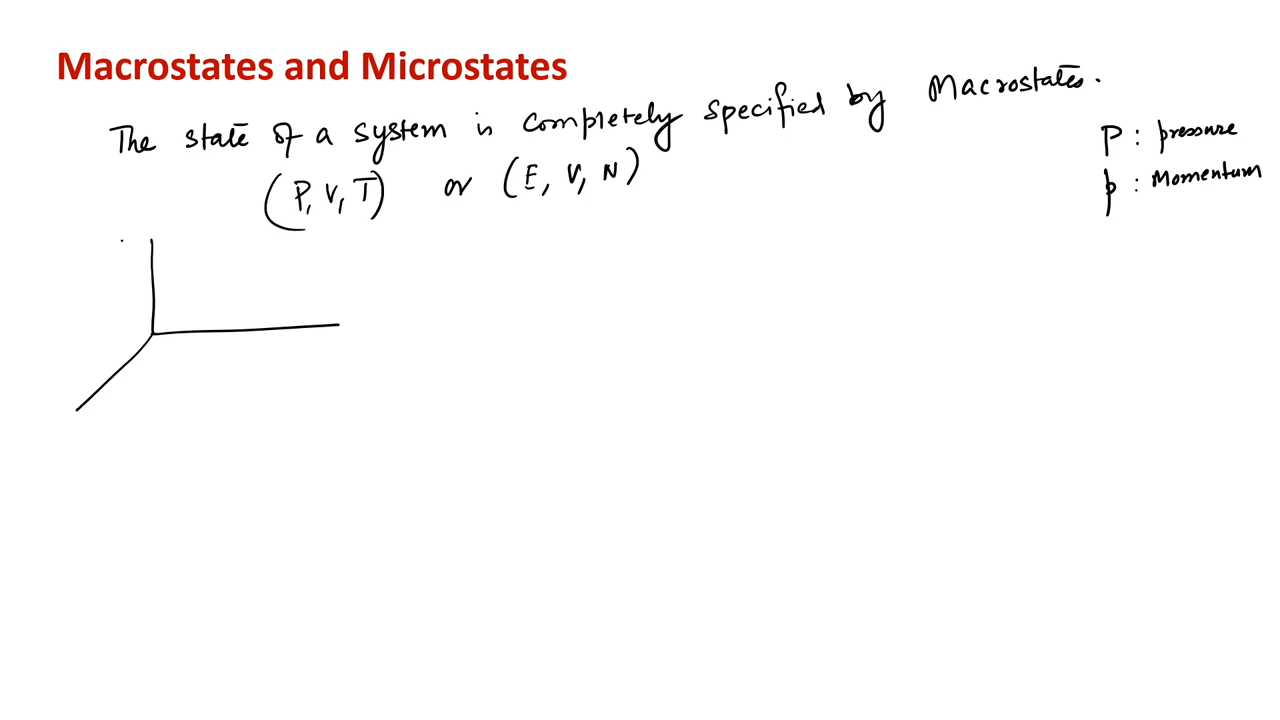 Macrostates and Microstates
The state of a system is completely specified by Macrostates.
(P, V, T) or (E, V, N)
P : pressure
p : Momentum